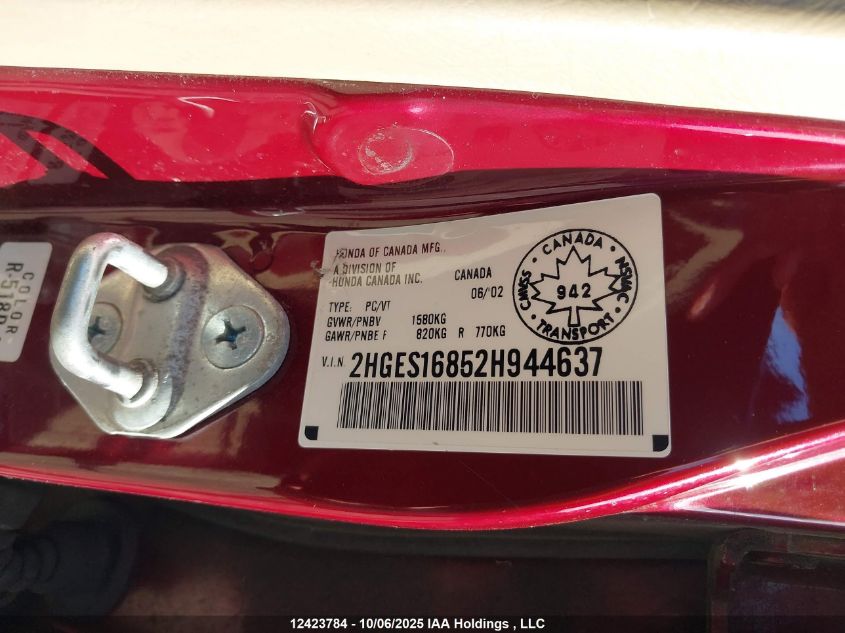 HONDA OF CANADA MFG.,
A DIVISION OF
HONDA CANADA INC.
CANADA
06/'02
TYPE: PC/VT
GVWR/PNBV 1580KG
GAWR/PNBE F 820KG R 770KG
V.I.N. 2HGES16852H944637
CANADA
CMVSS
NSVAC
942
TRANSPORT
COLOR
12423784 - 10/06/2025 IAA Holdings , LLC